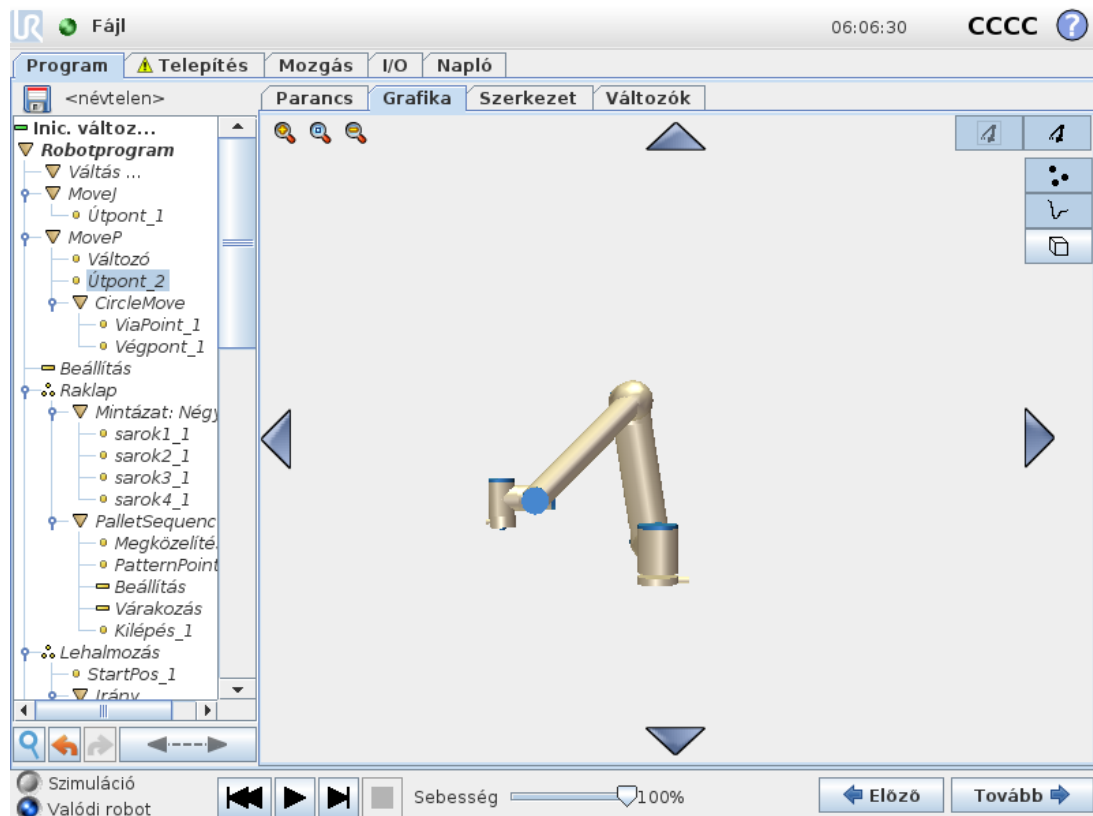 UR Fájl 06:06:30 CCCC ?
Program Telepítés Mozgás I/O Napló
<névtelen> Parancs Grafika Szerkezet Változók
Inic. változ...
Robotprogram
Váltás ...
MoveJ
Útpont_1
MoveP
Változó
Útpont_2
CircleMove
ViaPoint_1
Végpont_1
Beállítás
Raklap
Mintázat: Négy
sarok1_1
sarok2_1
sarok3_1
sarok4_1
PalletSequenc
Megközelíté
PatternPoint
Beállítás
Várakozás
Kilépés_1
Lehalmozás
StartPos_1
Irány
Szimuláció
Valódi robot
Sebesség 100%
Előző Tovább